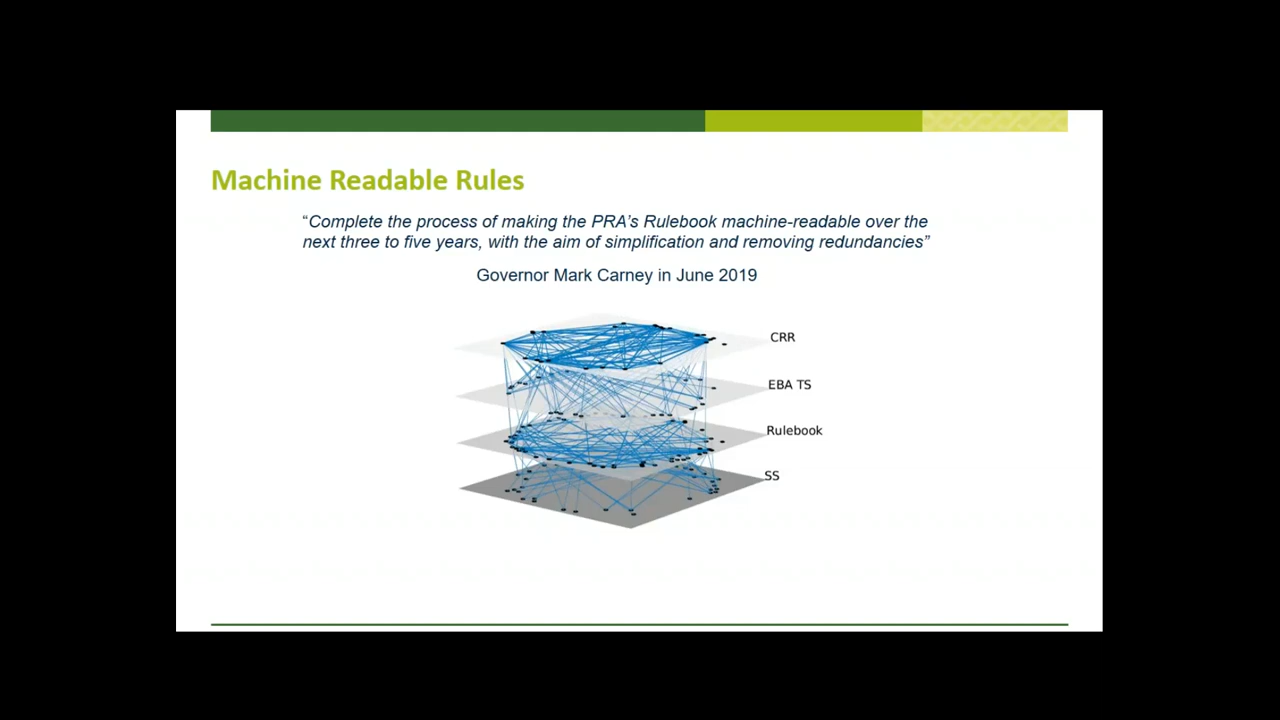 Machine Readable Rules
“Complete the process of making the PRA’s Rulebook machine-readable over the
next three to five years, with the aim of simplification and removing redundancies”
Governor Mark Carney in June 2019
CRR
EBA TS
Rulebook
SS